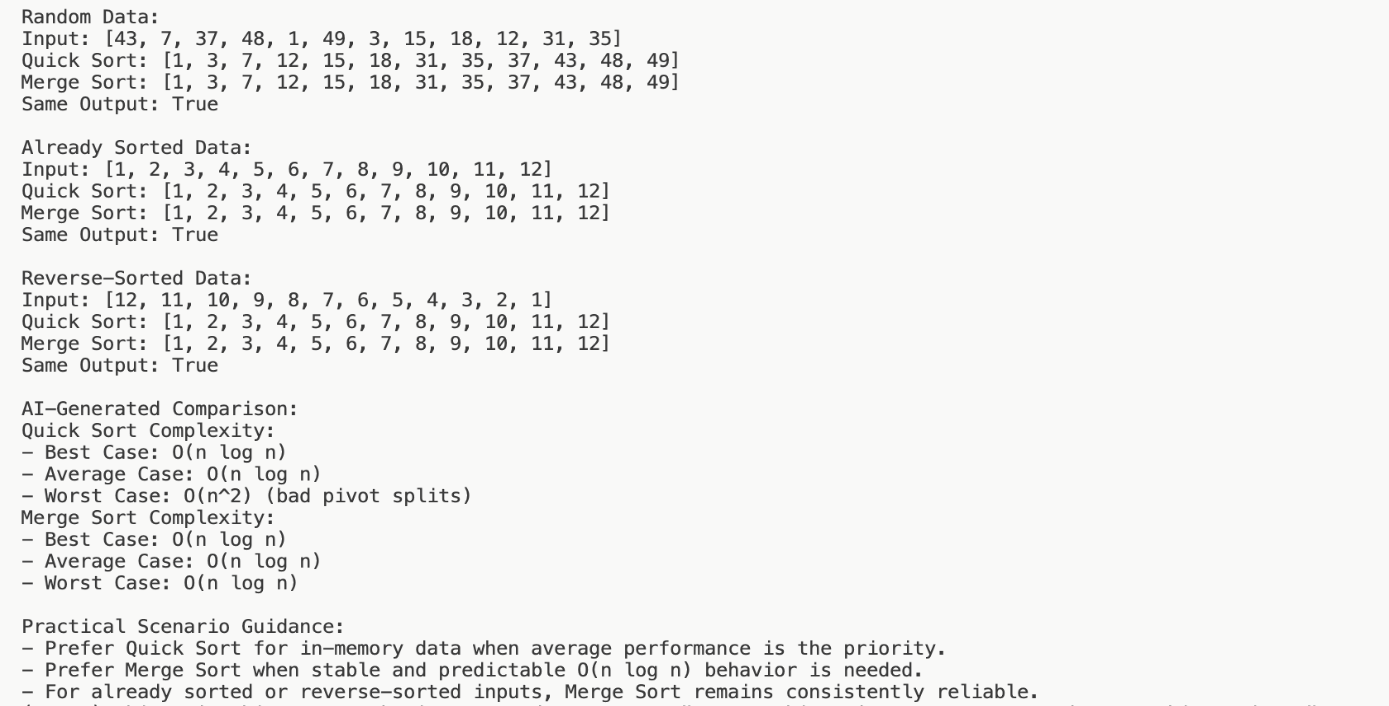 Random Data:
Input: [43, 7, 37, 48, 1, 49, 3, 15, 18, 12, 31, 35]
Quick Sort: [1, 3, 7, 12, 15, 18, 31, 35, 37, 43, 48, 49]
Merge Sort: [1, 3, 7, 12, 15, 18, 31, 35, 37, 43, 48, 49]
Same Output: True
Already Sorted Data:
Input: [1, 2, 3, 4, 5, 6, 7, 8, 9, 10, 11, 12]
Quick Sort: [1, 2, 3, 4, 5, 6, 7, 8, 9, 10, 11, 12]
Merge Sort: [1, 2, 3, 4, 5, 6, 7, 8, 9, 10, 11, 12]
Same Output: True
Reverse-Sorted Data:
Input: [12, 11, 10, 9, 8, 7, 6, 5, 4, 3, 2, 1]
Quick Sort: [1, 2, 3, 4, 5, 6, 7, 8, 9, 10, 11, 12]
Merge Sort: [1, 2, 3, 4, 5, 6, 7, 8, 9, 10, 11, 12]
Same Output: True
AI-Generated Comparison:
Quick Sort Complexity:
- Best Case: O(n log n)
- Average Case: O(n log n)
- Worst Case: O(n^2) (bad pivot splits)
Merge Sort Complexity:
- Best Case: O(n log n)
- Average Case: O(n log n)
- Worst Case: O(n log n)
Practical Scenario Guidance:
- Prefer Quick Sort for in-memory data when average performance is the priority.
- Prefer Merge Sort when stable and predictable O(n log n) behavior is needed.
- For already sorted or reverse-sorted inputs, Merge Sort remains consistently reliable.